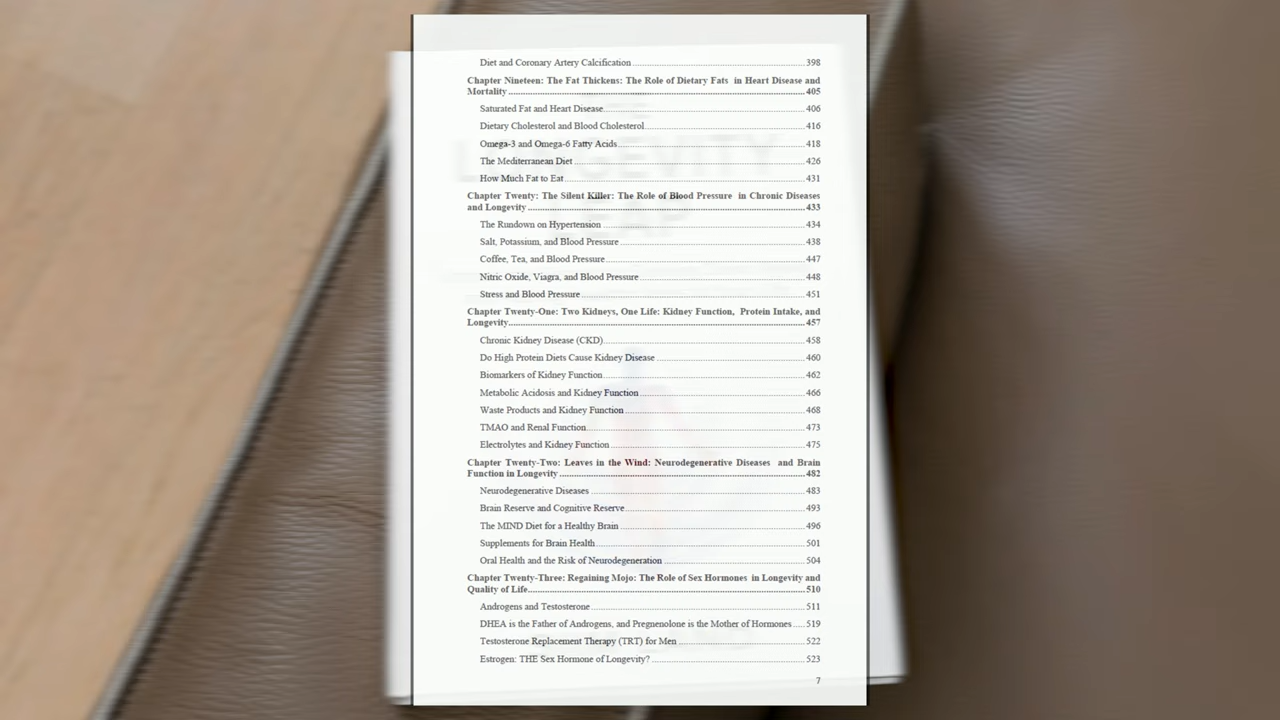 Diet and Coronary Artery Calcification ........ 398
Chapter Nineteen: The Fat Thickens: The Role of Dietary Fats in Heart Disease and
Mortality ........ 405
Saturated Fat and Heart Disease ........ 406
Dietary Cholesterol and Blood Cholesterol ........ 416
Omega-3 and Omega-6 Fatty Acids ........ 418
The Mediterranean Diet ........ 426
How Much Fat to Eat ........ 431
Chapter Twenty: The Silent Killer: The Role of Blood Pressure in Chronic Diseases
and Longevity ........ 433
The Rundown on Hypertension ........ 434
Salt, Potassium, and Blood Pressure ........ 438
Coffee, Tea, and Blood Pressure ........ 447
Nitric Oxide, Viagra, and Blood Pressure ........ 448
Stress and Blood Pressure ........ 451
Chapter Twenty-One: Two Kidneys, One Life: Kidney Function, Protein Intake, and
Longevity ........ 457
Chronic Kidney Disease (CKD) ........ 458
Do High Protein Diets Cause Kidney Disease ........ 460
Biomarkers of Kidney Function ........ 462
Metabolic Acidosis and Kidney Function ........ 466
Waste Products and Kidney Function ........ 468
TMAO and Renal Function ........ 473
Electrolytes and Kidney Function ........ 475
Chapter Twenty-Two: Leaves in the Wind: Neurodegenerative Diseases and Brain
Function in Longevity ........ 482
Neurodegenerative Diseases ........ 483
Brain Reserve and Cognitive Reserve ........ 493
The MIND Diet for a Healthy Brain ........ 496
Supplements for Brain Health ........ 501
Oral Health and the Risk of Neurodegeneration ........ 504
Chapter Twenty-Three: Regaining Mojo: The Role of Sex Hormones in Longevity and
Quality of Life ........ 510
Androgens and Testosterone ........ 511
DHEA is the Father of Androgens, and Pregnenolone is the Mother of Hormones ..... 519
Testosterone Replacement Therapy (TRT) for Men ........ 522
Estrogen: THE Sex Hormone of Longevity? ........ 523
7